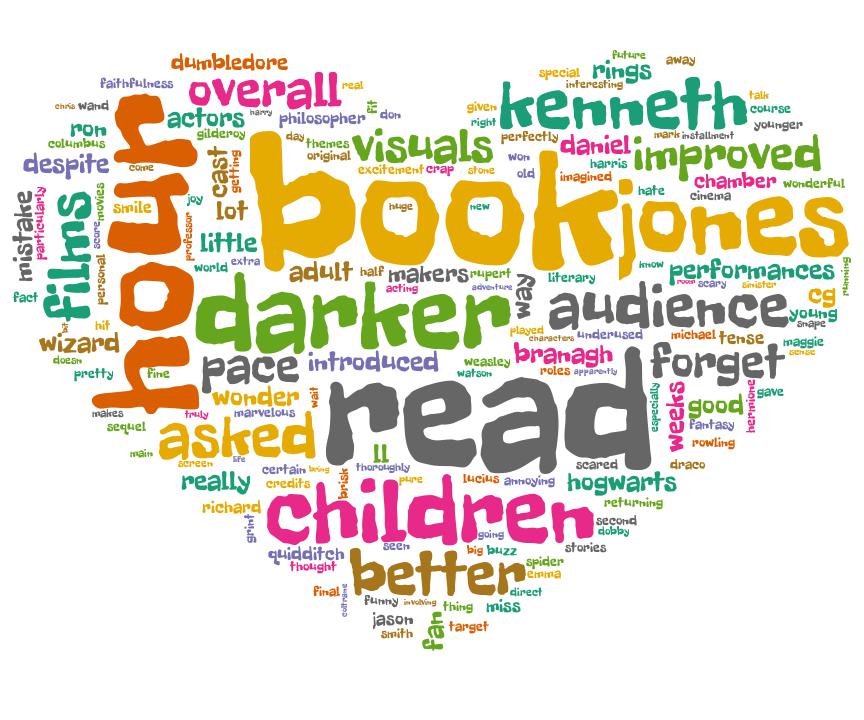 dumbledore
future
away
faithfulness
overall
real
special
rings
interesting
chris wand
actors
harry
philosopher
fit
don
given
kenneth
talk
course
ron
gilderoy
right
younger
columbus
day
themes
visuals
perfectly
daniel
mark installment
despite
come
cast
getting
original
excitement crap
stone
won
old
harris
improved
imagined
chamber
wonderful
hour
book
jones
hate
cinema
mistake
particularly
films
score
movies
smile
joy
lot
huge
new
professor
little
world
extra
personal
adult
half
makers
rupert
acting
adventure
way
literary
know
performances
room
scary
sinister
running
fact
hit
darker
audience
cg
young
snape
wizard
played
characters
underused
michael
tense
maggie
sense
doesn
pretty
fine
pace
introduced
weasley
watson
branagh
roles
apparently
forget
makes
wonder
wait
read
especially
weeks
good
hermione
gave
fantasy
truly
marvelous
sequel
asked
rowling
main
screen
life
ll
certain
bring
thoroughly
scared
draco
really
credits
brisk
pure
lucius
annoying
hogwarts
returning
richard
grint
children
going
second
dobby
quidditch
seen
big
buzz
stories
thought
better
spider
emma
final
coltrane
funny
involving
thing
direct
miss
jason
smith
fan
target